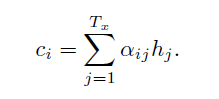 $c_i = \sum_{j=1}^{T_x} \alpha_{ij} h_j.$